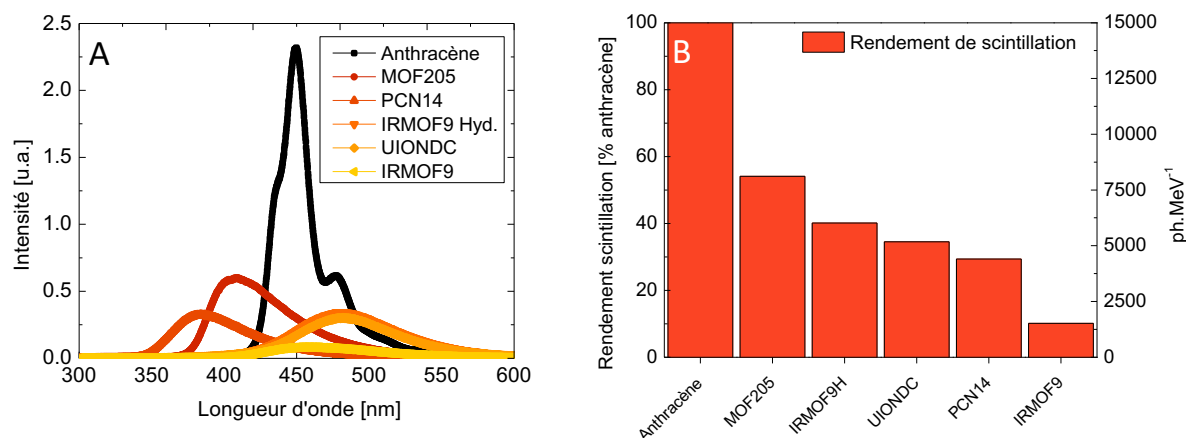 A
2.5
2.0
1.5
1.0
0.5
0.0
Intensité [u.a.]
300 350 400 450 500 550 600
Longueur d'onde [nm]
Anthracène
MOF205
PCN14
IRMOF9 Hyd.
UIONDC
IRMOF9
B
Rendement de scintillation
100
80
60
40
20
0
Rendement scintillation [% anthracène]
15000
12500
10000
7500
5000
2500
0
ph.MeV⁻¹
Anthracène
MOF205
IRMOF9H
UIONDC
PCN14
IRMOF9